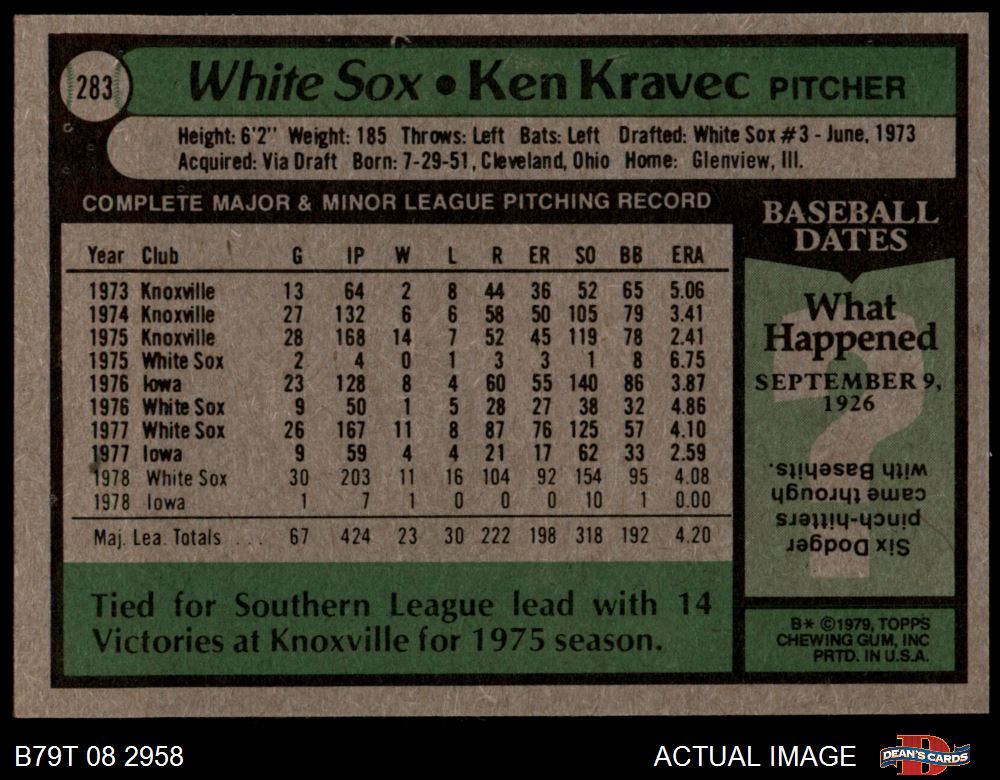 283
White Sox • Ken Kravec PITCHER
Height: 6'2" Weight: 185 Throws: Left Bats: Left Drafted: White Sox #3 - June, 1973
Acquired: Via Draft Born: 7-29-51, Cleveland, Ohio Home: Glenview, Ill.
COMPLETE MAJOR & MINOR LEAGUE PITCHING RECORD
Year Club G IP W L R ER SO BB ERA
1973 Knoxville 13 64 2 8 44 36 52 65 5.06
1974 Knoxville 27 132 6 6 58 50 105 79 3.41
1975 Knoxville 28 168 14 7 52 45 119 78 2.41
1975 White Sox 2 4 0 1 3 3 1 8 6.75
1976 Iowa 23 128 8 4 60 55 140 86 3.87
1976 White Sox 9 50 1 5 28 27 38 32 4.86
1977 White Sox 26 167 11 8 87 76 125 57 4.10
1977 Iowa 9 59 4 4 21 17 62 33 2.59
1978 White Sox 30 203 11 16 104 92 154 95 4.08
1978 Iowa 1 7 1 0 0 0 10 1 0.00
Maj. Lea. Totals ... 67 424 23 30 222 198 318 192 4.20
Tied for Southern League lead with 14
Victories at Knoxville for 1975 season.
BASEBALL
DATES
What
Happened
SEPTEMBER 9,
1926
?
Six Dodger
pinch-hitters
came through
with Basehits.
B* ©1979, TOPPS
CHEWING GUM, INC
PRTD. IN U.S.A.
B79T 08 2958
ACTUAL IMAGE
D
DEAN'S CARDS